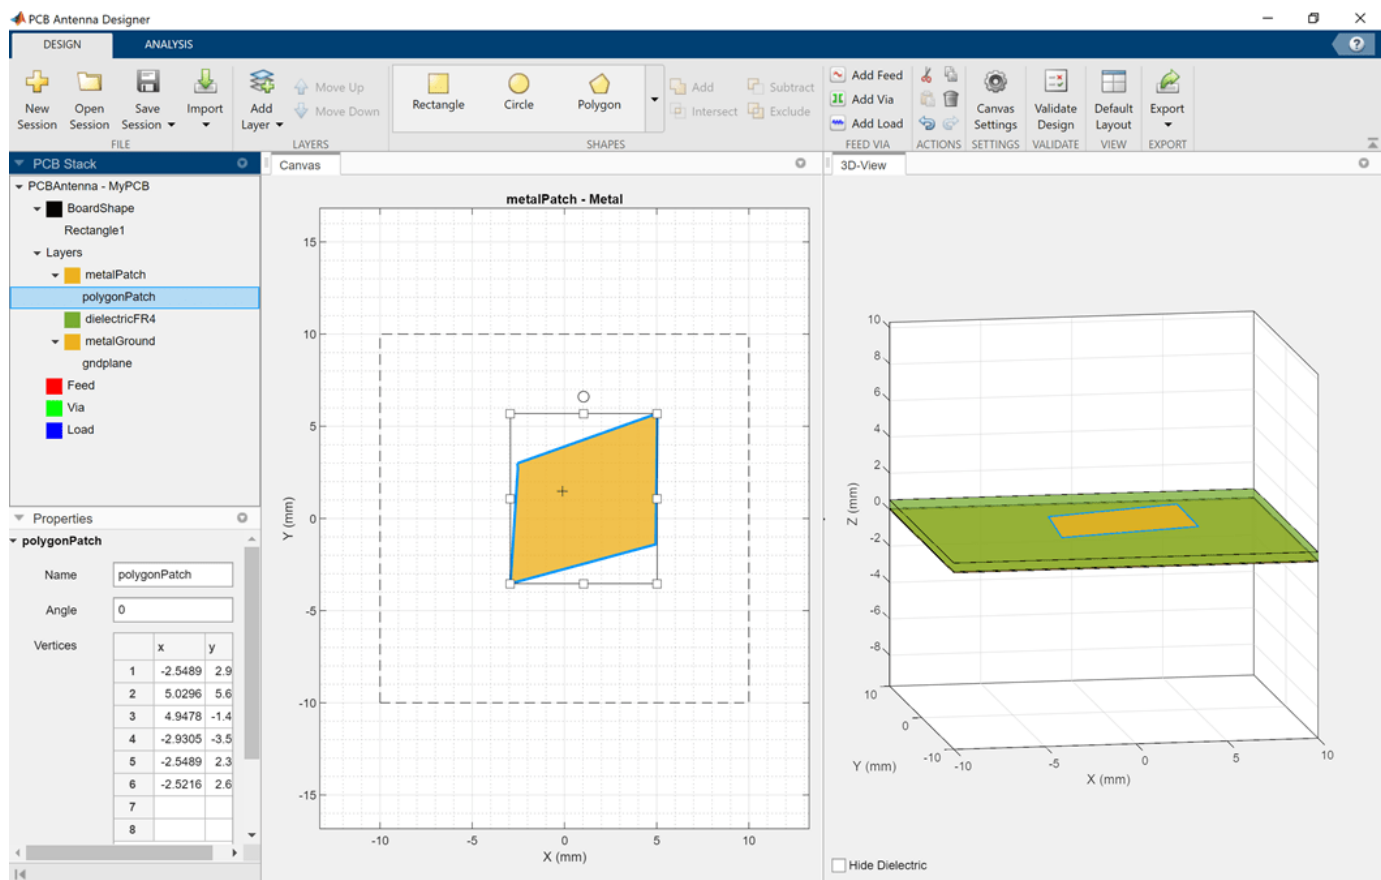 PCB Antenna Designer
DESIGN
ANALYSIS
New
Session
Open
Session
Save
Session
Import
FILE
Add
Layer
Move Up
Move Down
LAYERS
Rectangle
Circle
Polygon
Add
Subtract
Intersect
Exclude
SHAPES
Add Feed
Add Via
Add Load
FEED VIA
ACTIONS
Canvas
Settings
SETTINGS
Validate
Design
VALIDATE
Default
Layout
VIEW
Export
EXPORT
?
PCB Stack
PCBAntenna - MyPCB
BoardShape
Rectangle1
Layers
metalPatch
polygonPatch
dielectricFR4
metalGround
gndplane
Feed
Via
Load
Properties
polygonPatch
Name polygonPatch
Angle 0
Vertices
x y
1 -2.5489 2.9
2 5.0296 5.6
3 4.9478 -1.4
4 -2.9305 -3.5
5 -2.5489 2.3
6 -2.5216 2.6
7
8
Canvas
metalPatch - Metal
15
10
5
0
-5
-10
-15
Y (mm)
-10 -5 0 5 10
X (mm)
3D-View
10
8
6
4
2
0
-2
-4
-6
-8
Z (mm)
10
0
-10
Y (mm)
-10 -5 0 5 10
X (mm)
Hide Dielectric